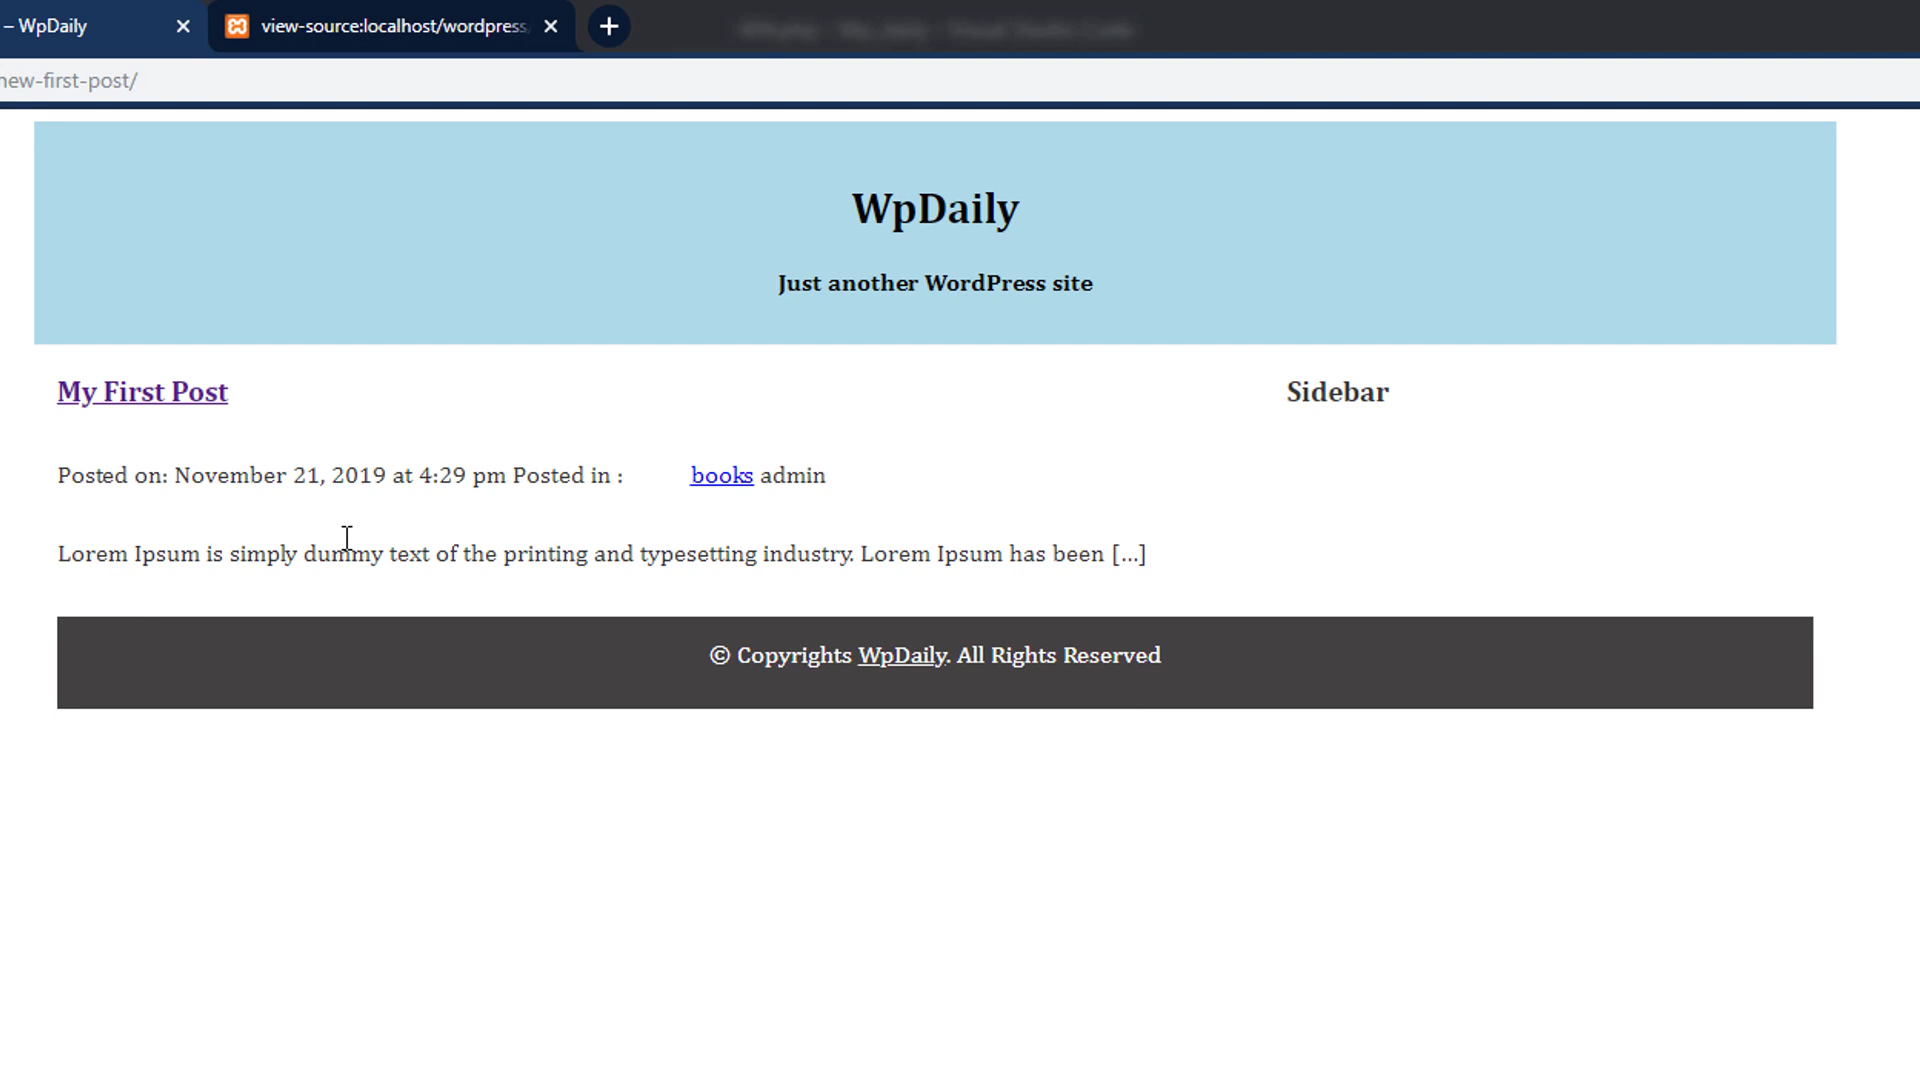 – WpDaily
view-source:localhost/wordpress
new-first-post/
WpDaily
Just another WordPress site
My First Post
Sidebar
Posted on: November 21, 2019 at 4:29 pm Posted in : books admin
Lorem Ipsum is simply dummy text of the printing and typesetting industry. Lorem Ipsum has been [...]
© Copyrights WpDaily. All Rights Reserved